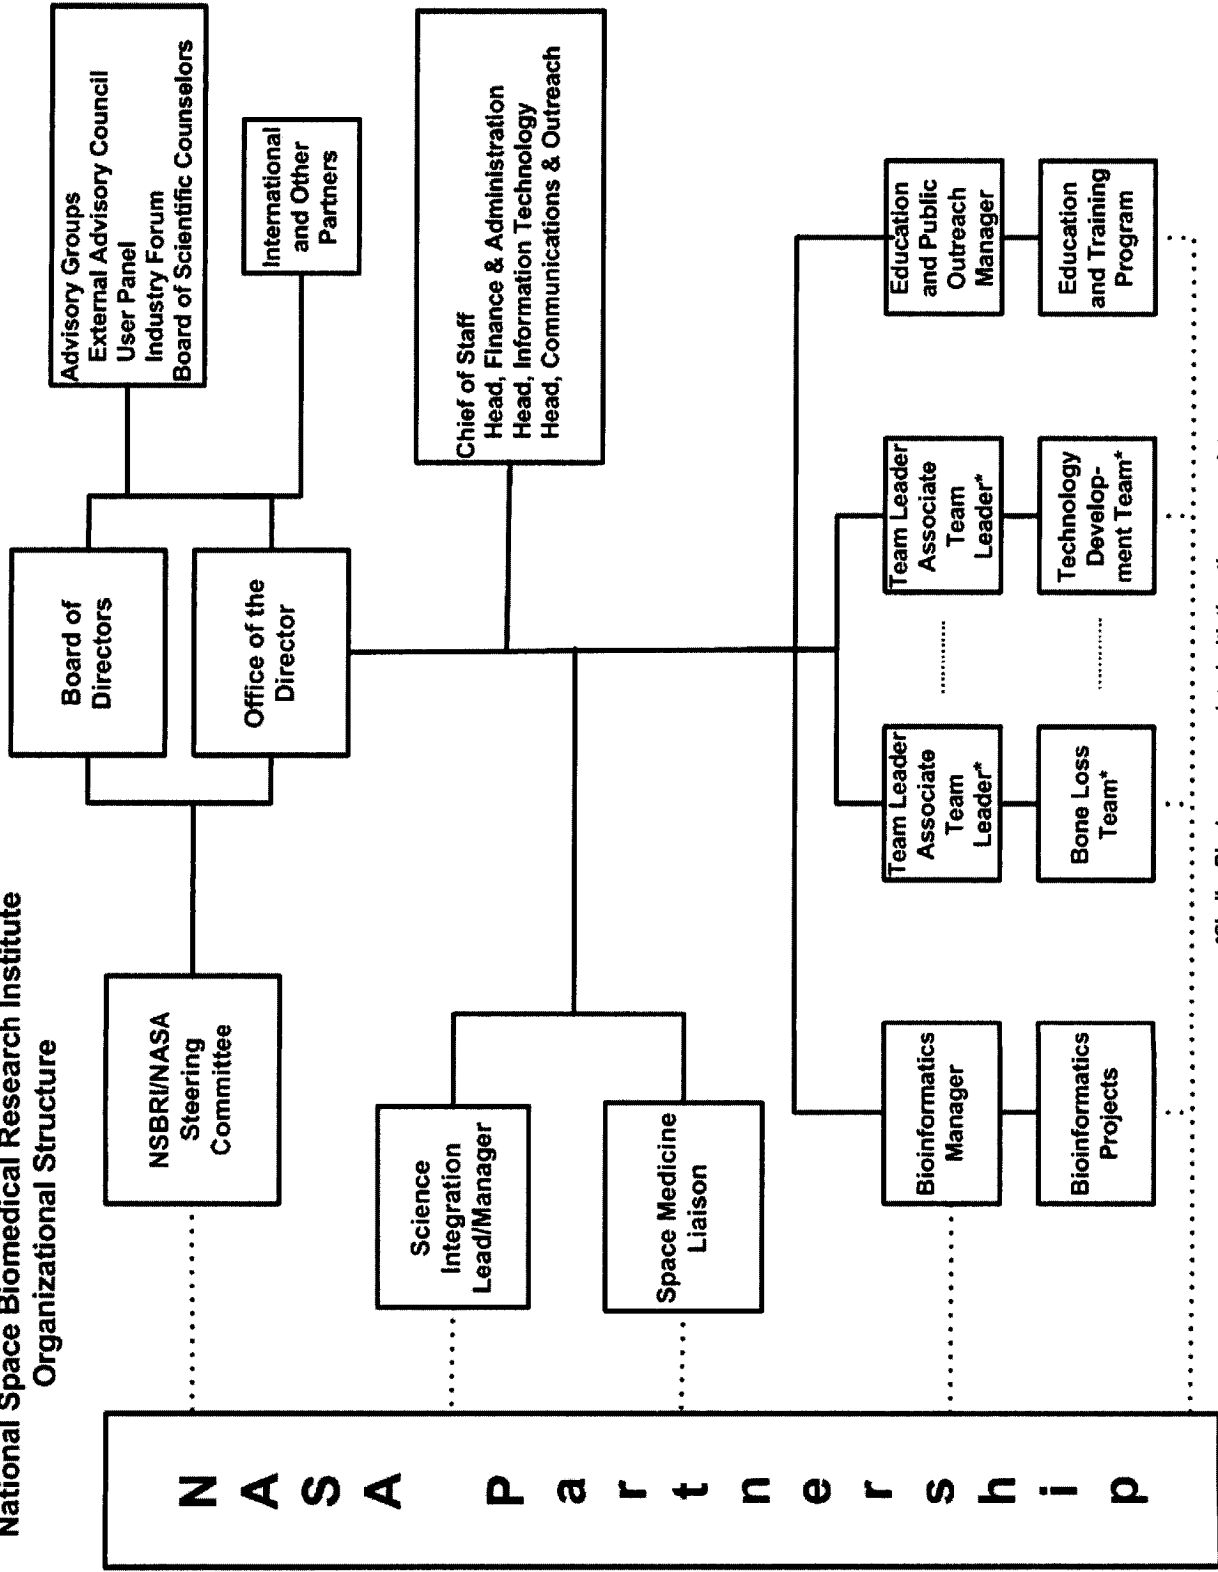 National Space Biomedical Research Institute
Organizational Structure
Board of
Directors
Office of the
Director
Advisory Groups
External Advisory Council
User Panel
Industry Forum
Board of Scientific Counselors
International
and Other
Partners
NSBRI/NASA
Steering
Committee
Chief of Staff
Head, Finance & Administration
Head, Information Technology
Head, Communications & Outreach
Science
Integration
Lead/Manager
Space Medicine
Liaison
Bioinformatics
Manager
Team Leader
Associate
Team
Leader*
Team Leader
Associate
Team
Leader*
Education
and Public
Outreach
Manager
Bioinformatics
Projects
Bone Loss
Team*
Technology
Develop-
ment Team*
Education
and Training
Program
N
A
S
A
P
a
r
t
n
e
r
s
h
i
p